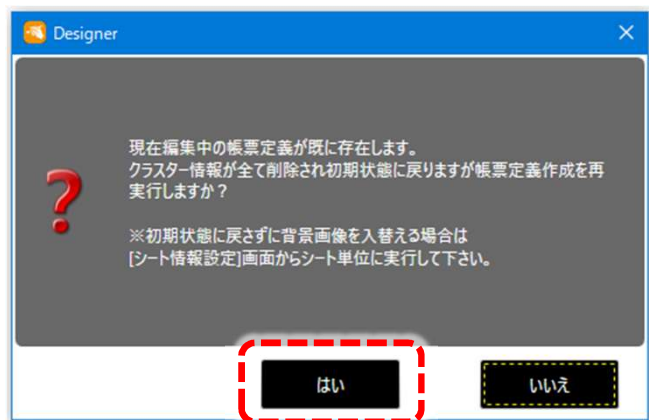 Designer
現在編集中の帳票定義が既に存在します。
クラスター情報が全て削除され初期状態に戻りますが帳票定義作成を再
実行しますか？
※初期状態に戻さずに背景画像を入替える場合は
[シート情報設定]画面からシート単位に実行して下さい。
はい
いいえ